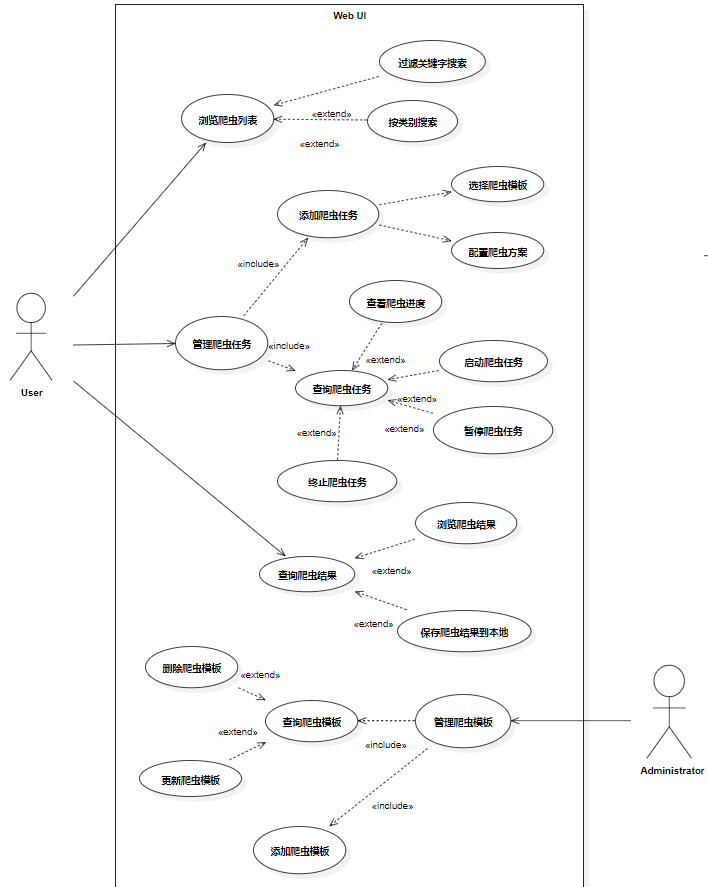 Web UI
过滤关键字搜索
浏览爬虫列表
«extend»
按类别搜索
«extend»
选择爬虫模板
添加爬虫任务
配置爬虫方案
«include»
查看爬虫进度
管理爬虫任务
«include»
«extend»
启动爬虫任务
User
查询爬虫任务
«extend»
«extend»
暂停爬虫任务
«extend»
终止爬虫任务
浏览爬虫结果
查询爬虫结果
«extend»
«extend»
保存爬虫结果到本地
删除爬虫模板
«extend»
查询爬虫模板
管理爬虫模板
«extend»
«include»
Administrator
更新爬虫模板
«include»
添加爬虫模板